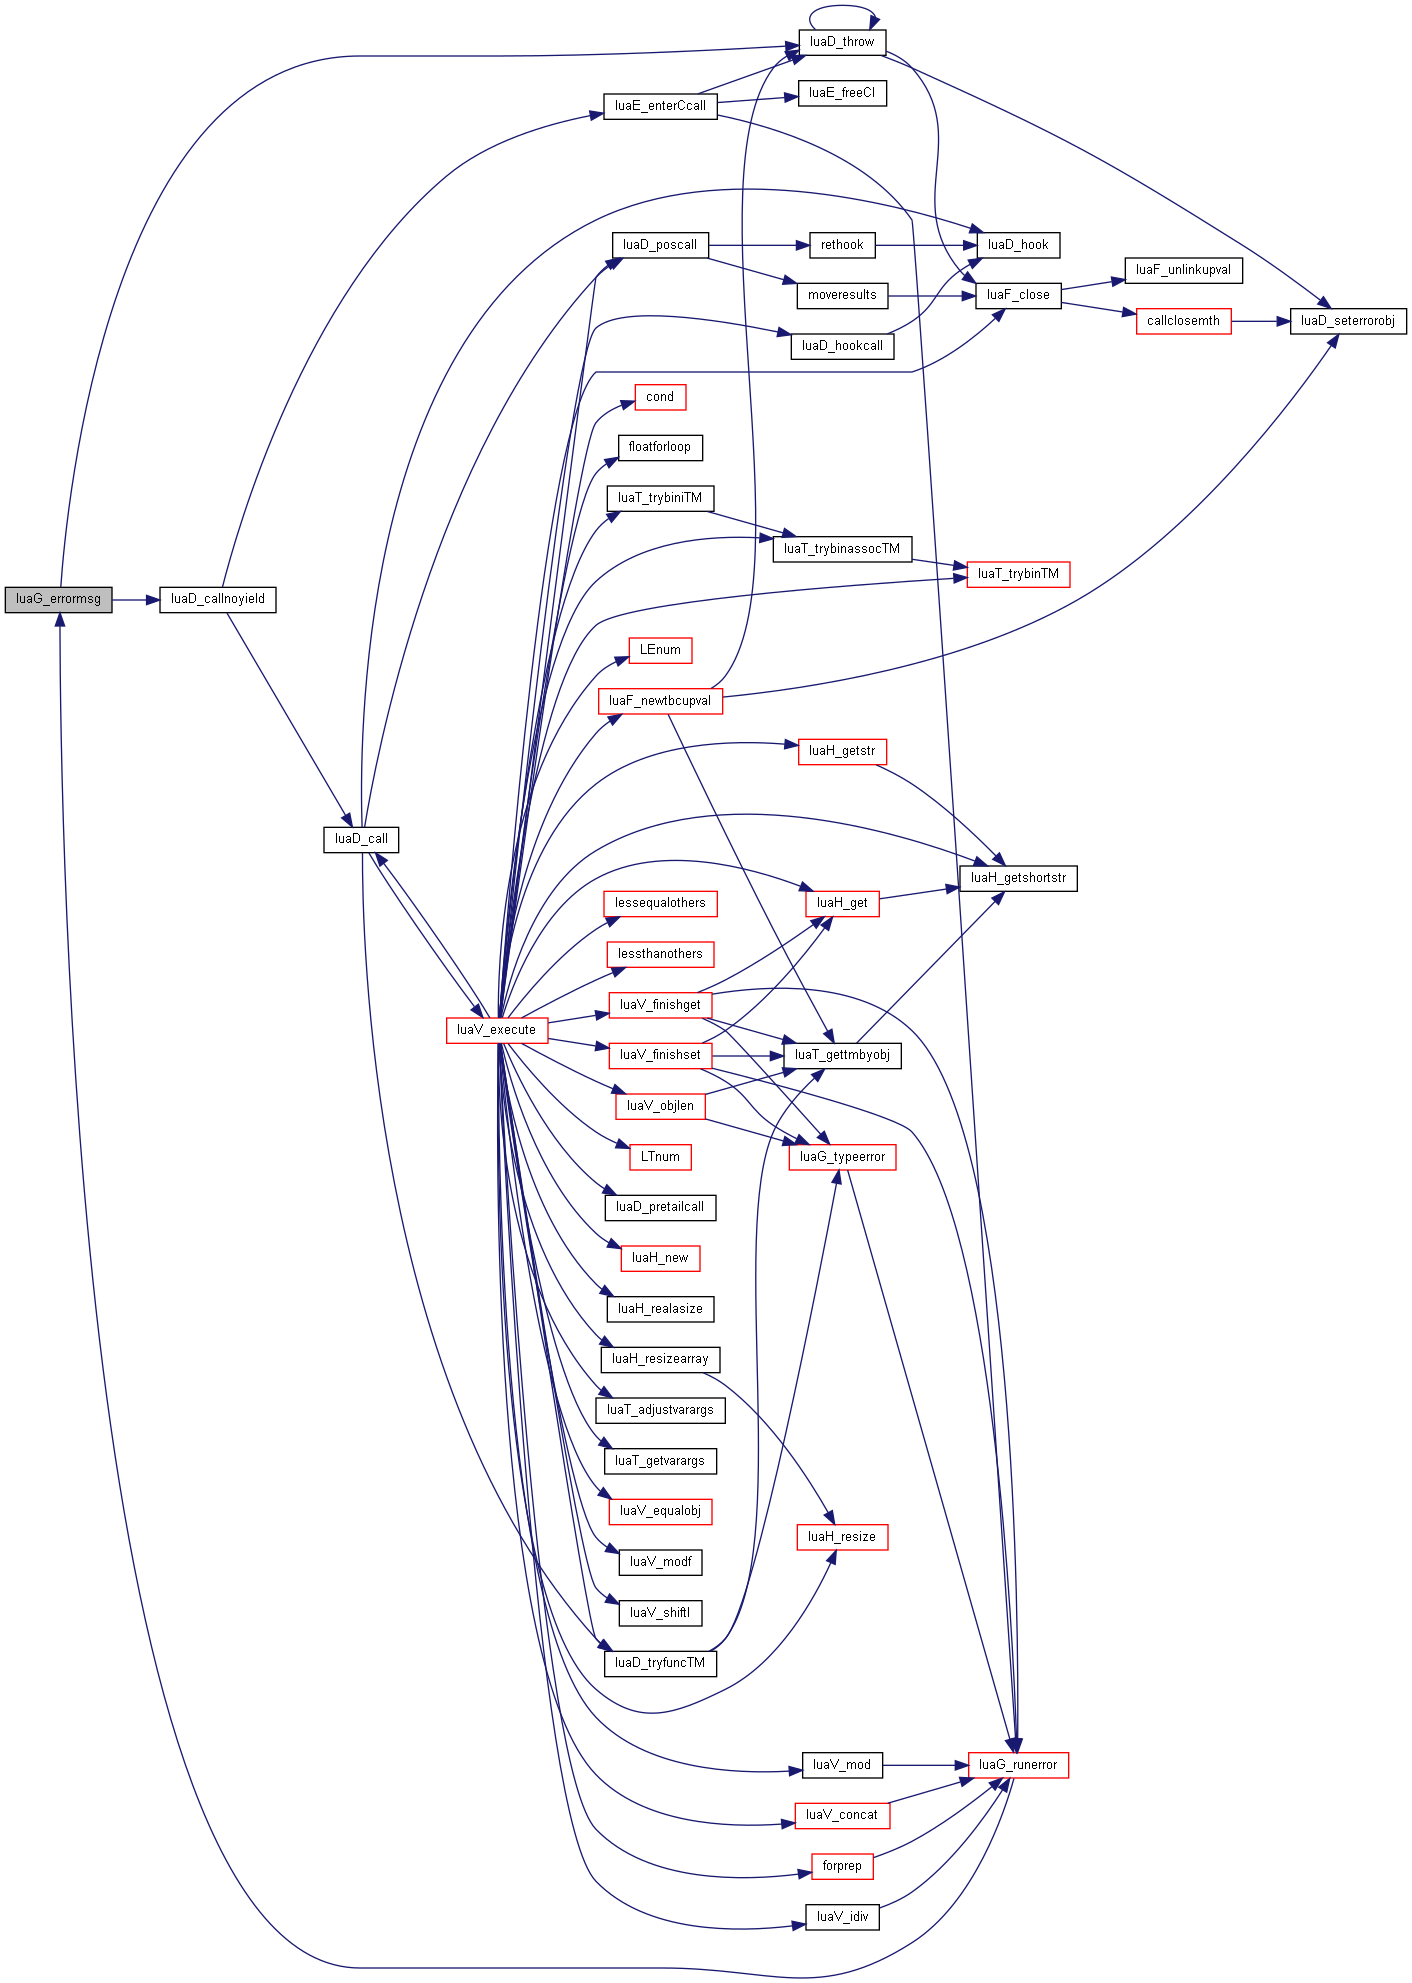 luaD_throw
luaE_freeCI
luaE_enterCcall
luaD_poscall
rethook
luaD_hook
luaF_unlinkupval
moveresults
luaF_close
callclosemth
luaD_seterrorobj
luaD_hookcall
cond
floatforloop
luaT_trybiniTM
luaT_trybinassocTM
luaT_trybinTM
luaG_errormsg
luaD_callnoyield
LEnum
luaF_newtbcupval
luaH_getstr
luaD_call
luaH_getshortstr
lessequalothers
luaH_get
lessthanothers
luaV_finishget
luaV_execute
luaV_finishset
luaT_gettmbyobj
luaV_objlen
LTnum
luaG_typeerror
luaD_pretailcall
luaH_new
luaH_realasize
luaH_resizearray
luaT_adjustvarargs
luaT_getvarargs
luaV_equalobj
luaH_resize
luaV_modf
luaV_shiftl
luaD_tryfuncTM
luaV_mod
luaG_runerror
luaV_concat
forprep
luaV_idiv